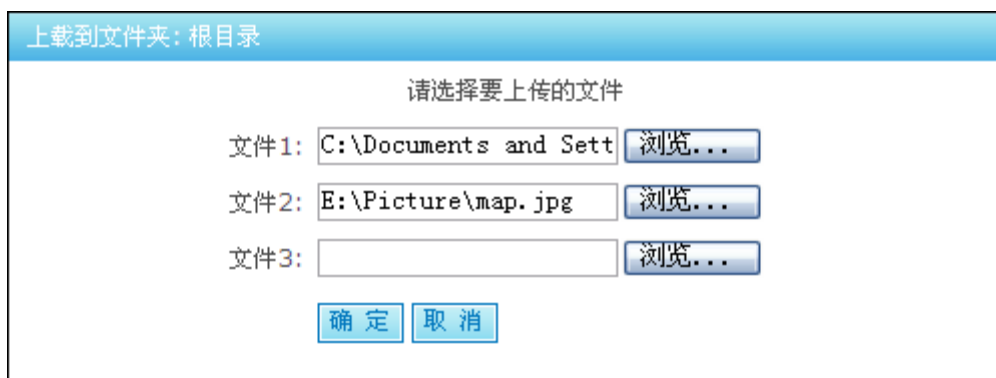 上载到文件夹: 根目录
请选择要上传的文件
文件1: C:\Documents and Sett 浏览...
文件2: E:\Picture\map.jpg 浏览...
文件3: 浏览...
确 定 取 消